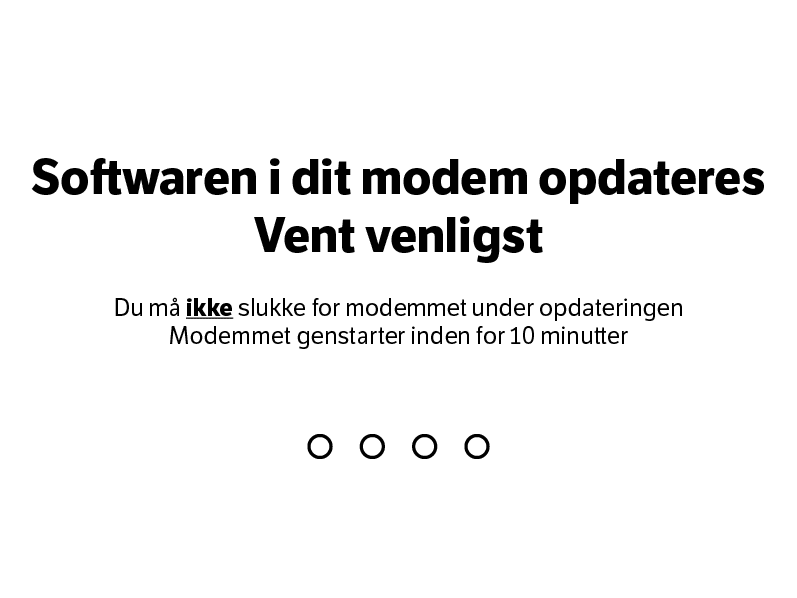 Softwaren i dit modem opdateres
Vent venligst
Du må ikke slukke for modemmet under opdateringen
Modemmet genstarter inden for 10 minutter